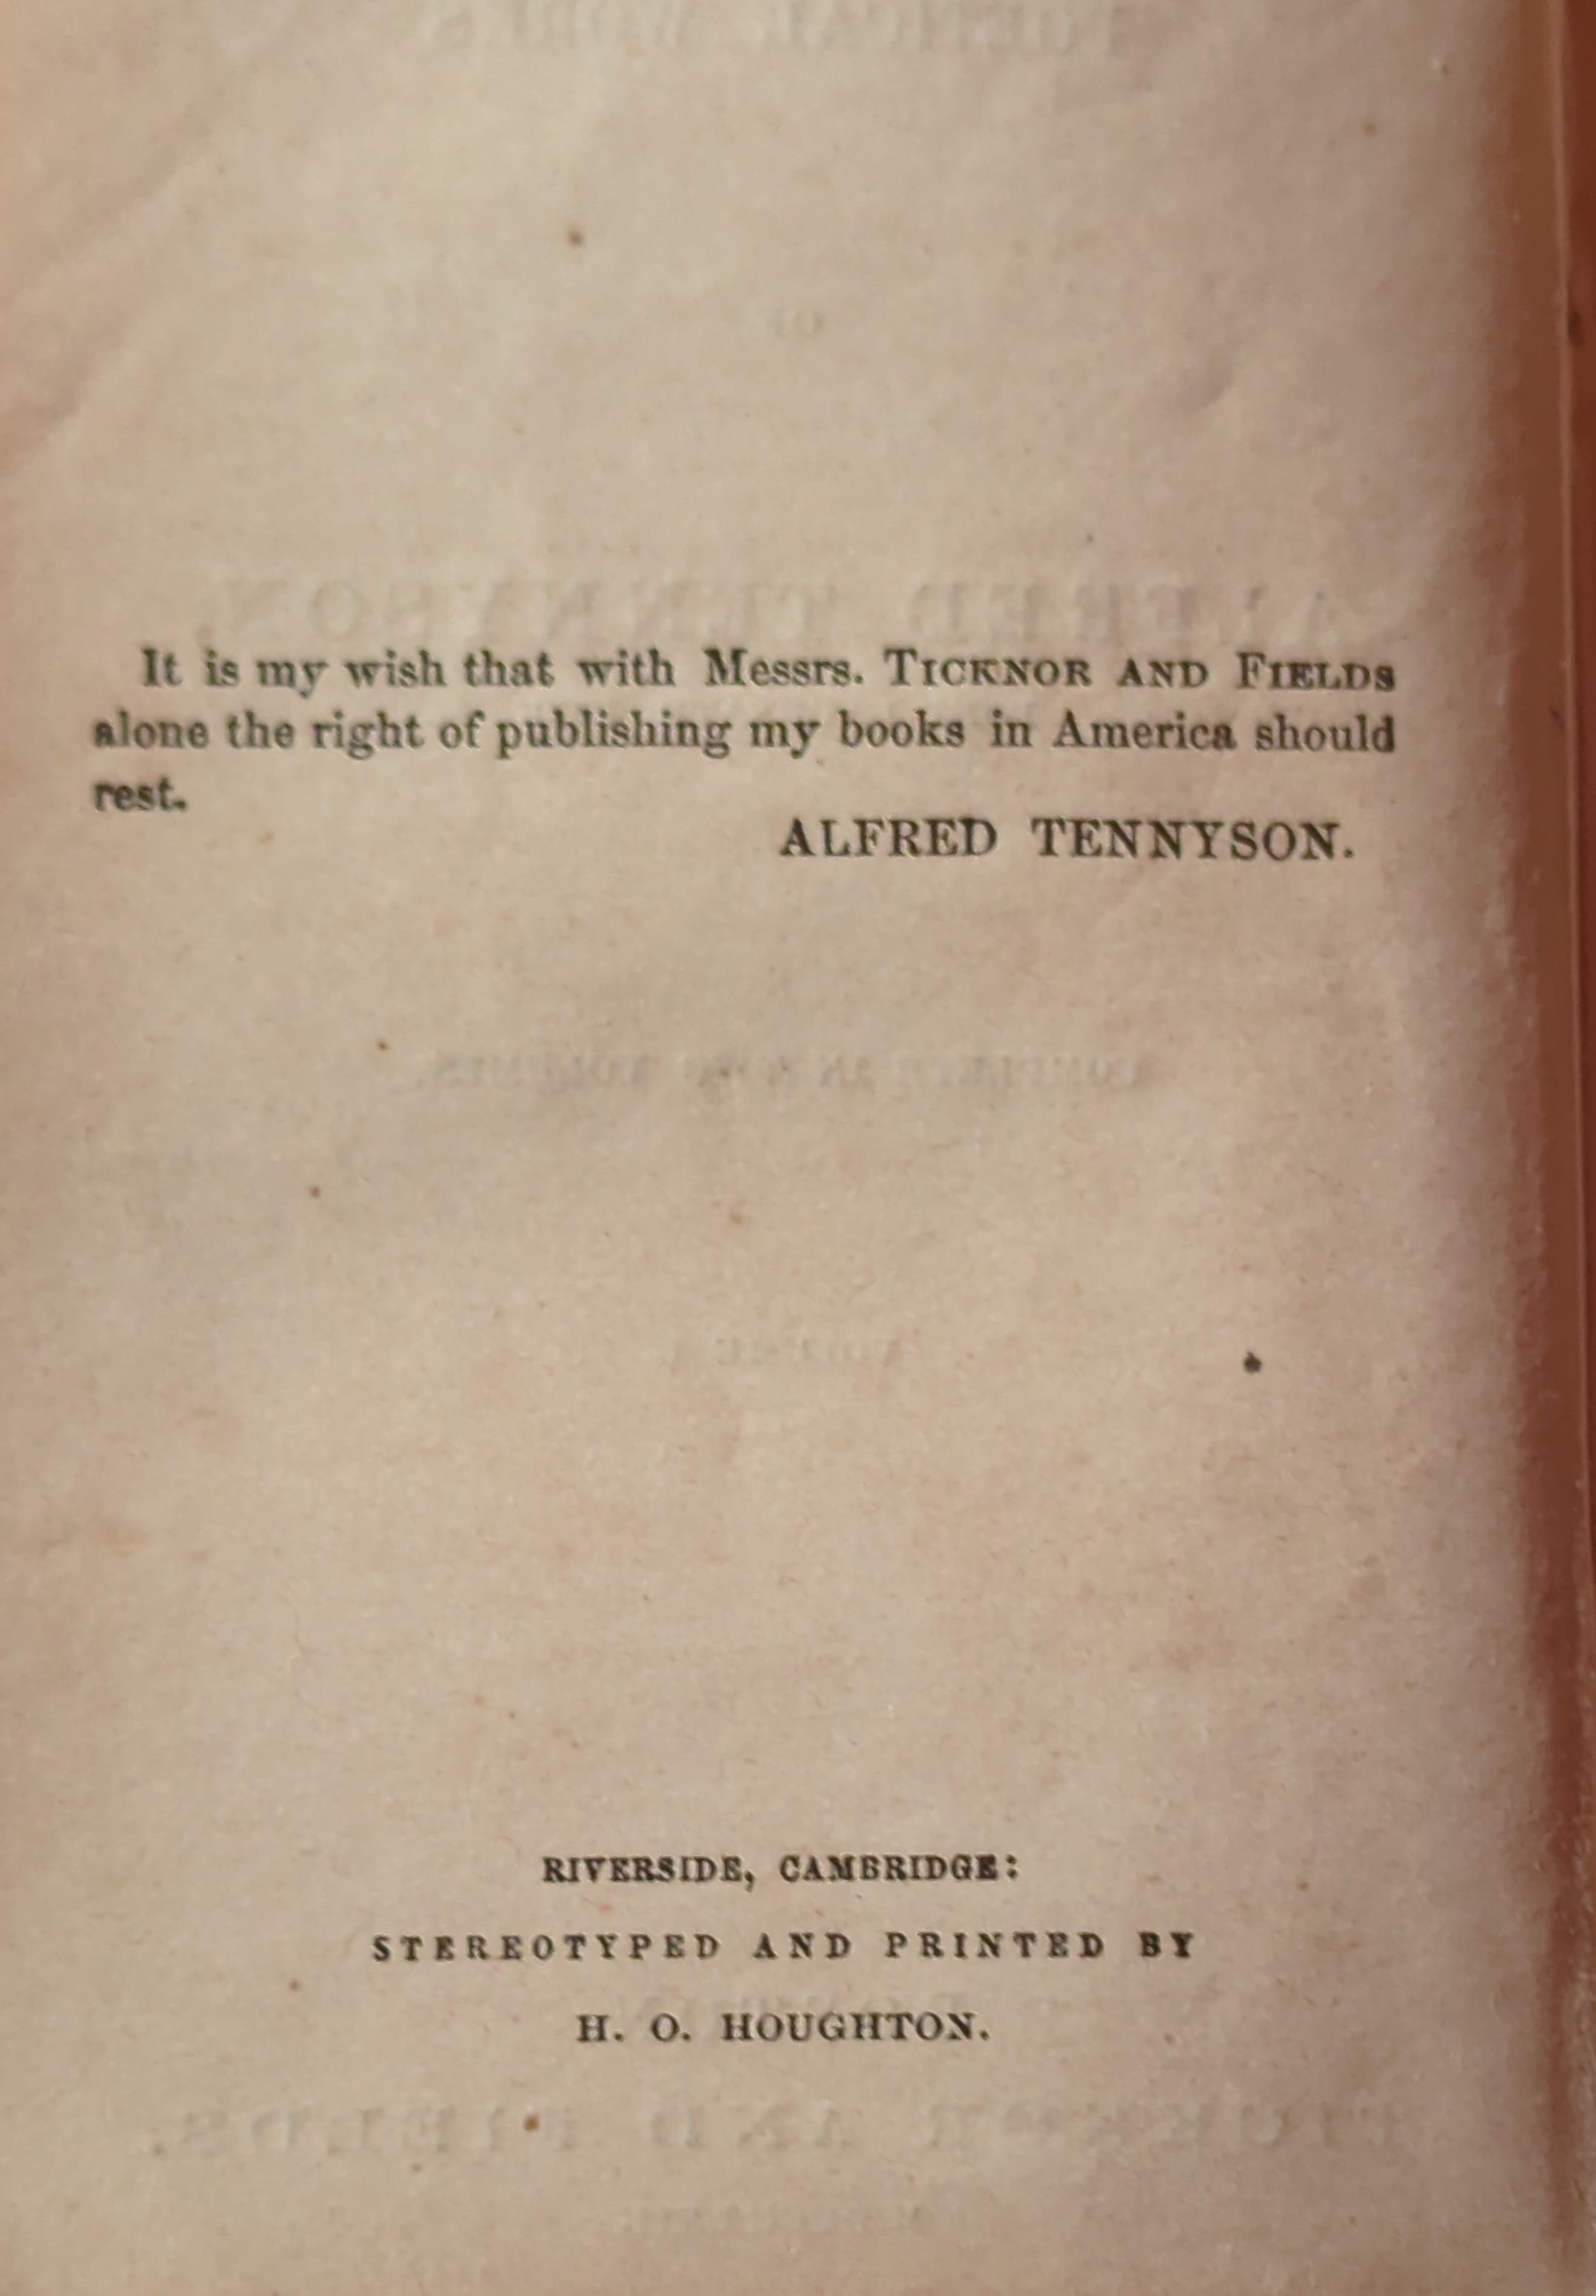 It is my wish that with Messrs. TICKNOR AND FIELDS
alone the right of publishing my books in America should
rest.
ALFRED TENNYSON.
RIVERSIDE, CAMBRIDGE:
STEREOTYPED AND PRINTED BY
H. O. HOUGHTON.